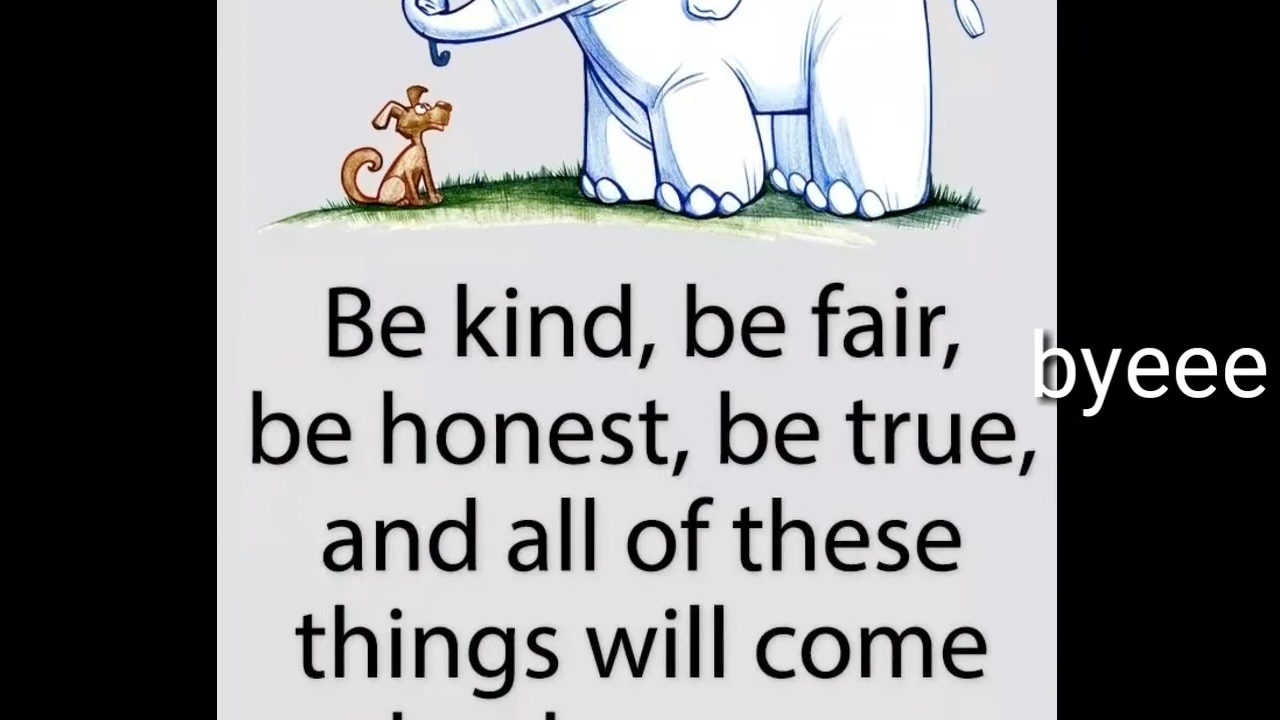 Be kind, be fair,
byeee
be honest, be true,
and all of these
things will come